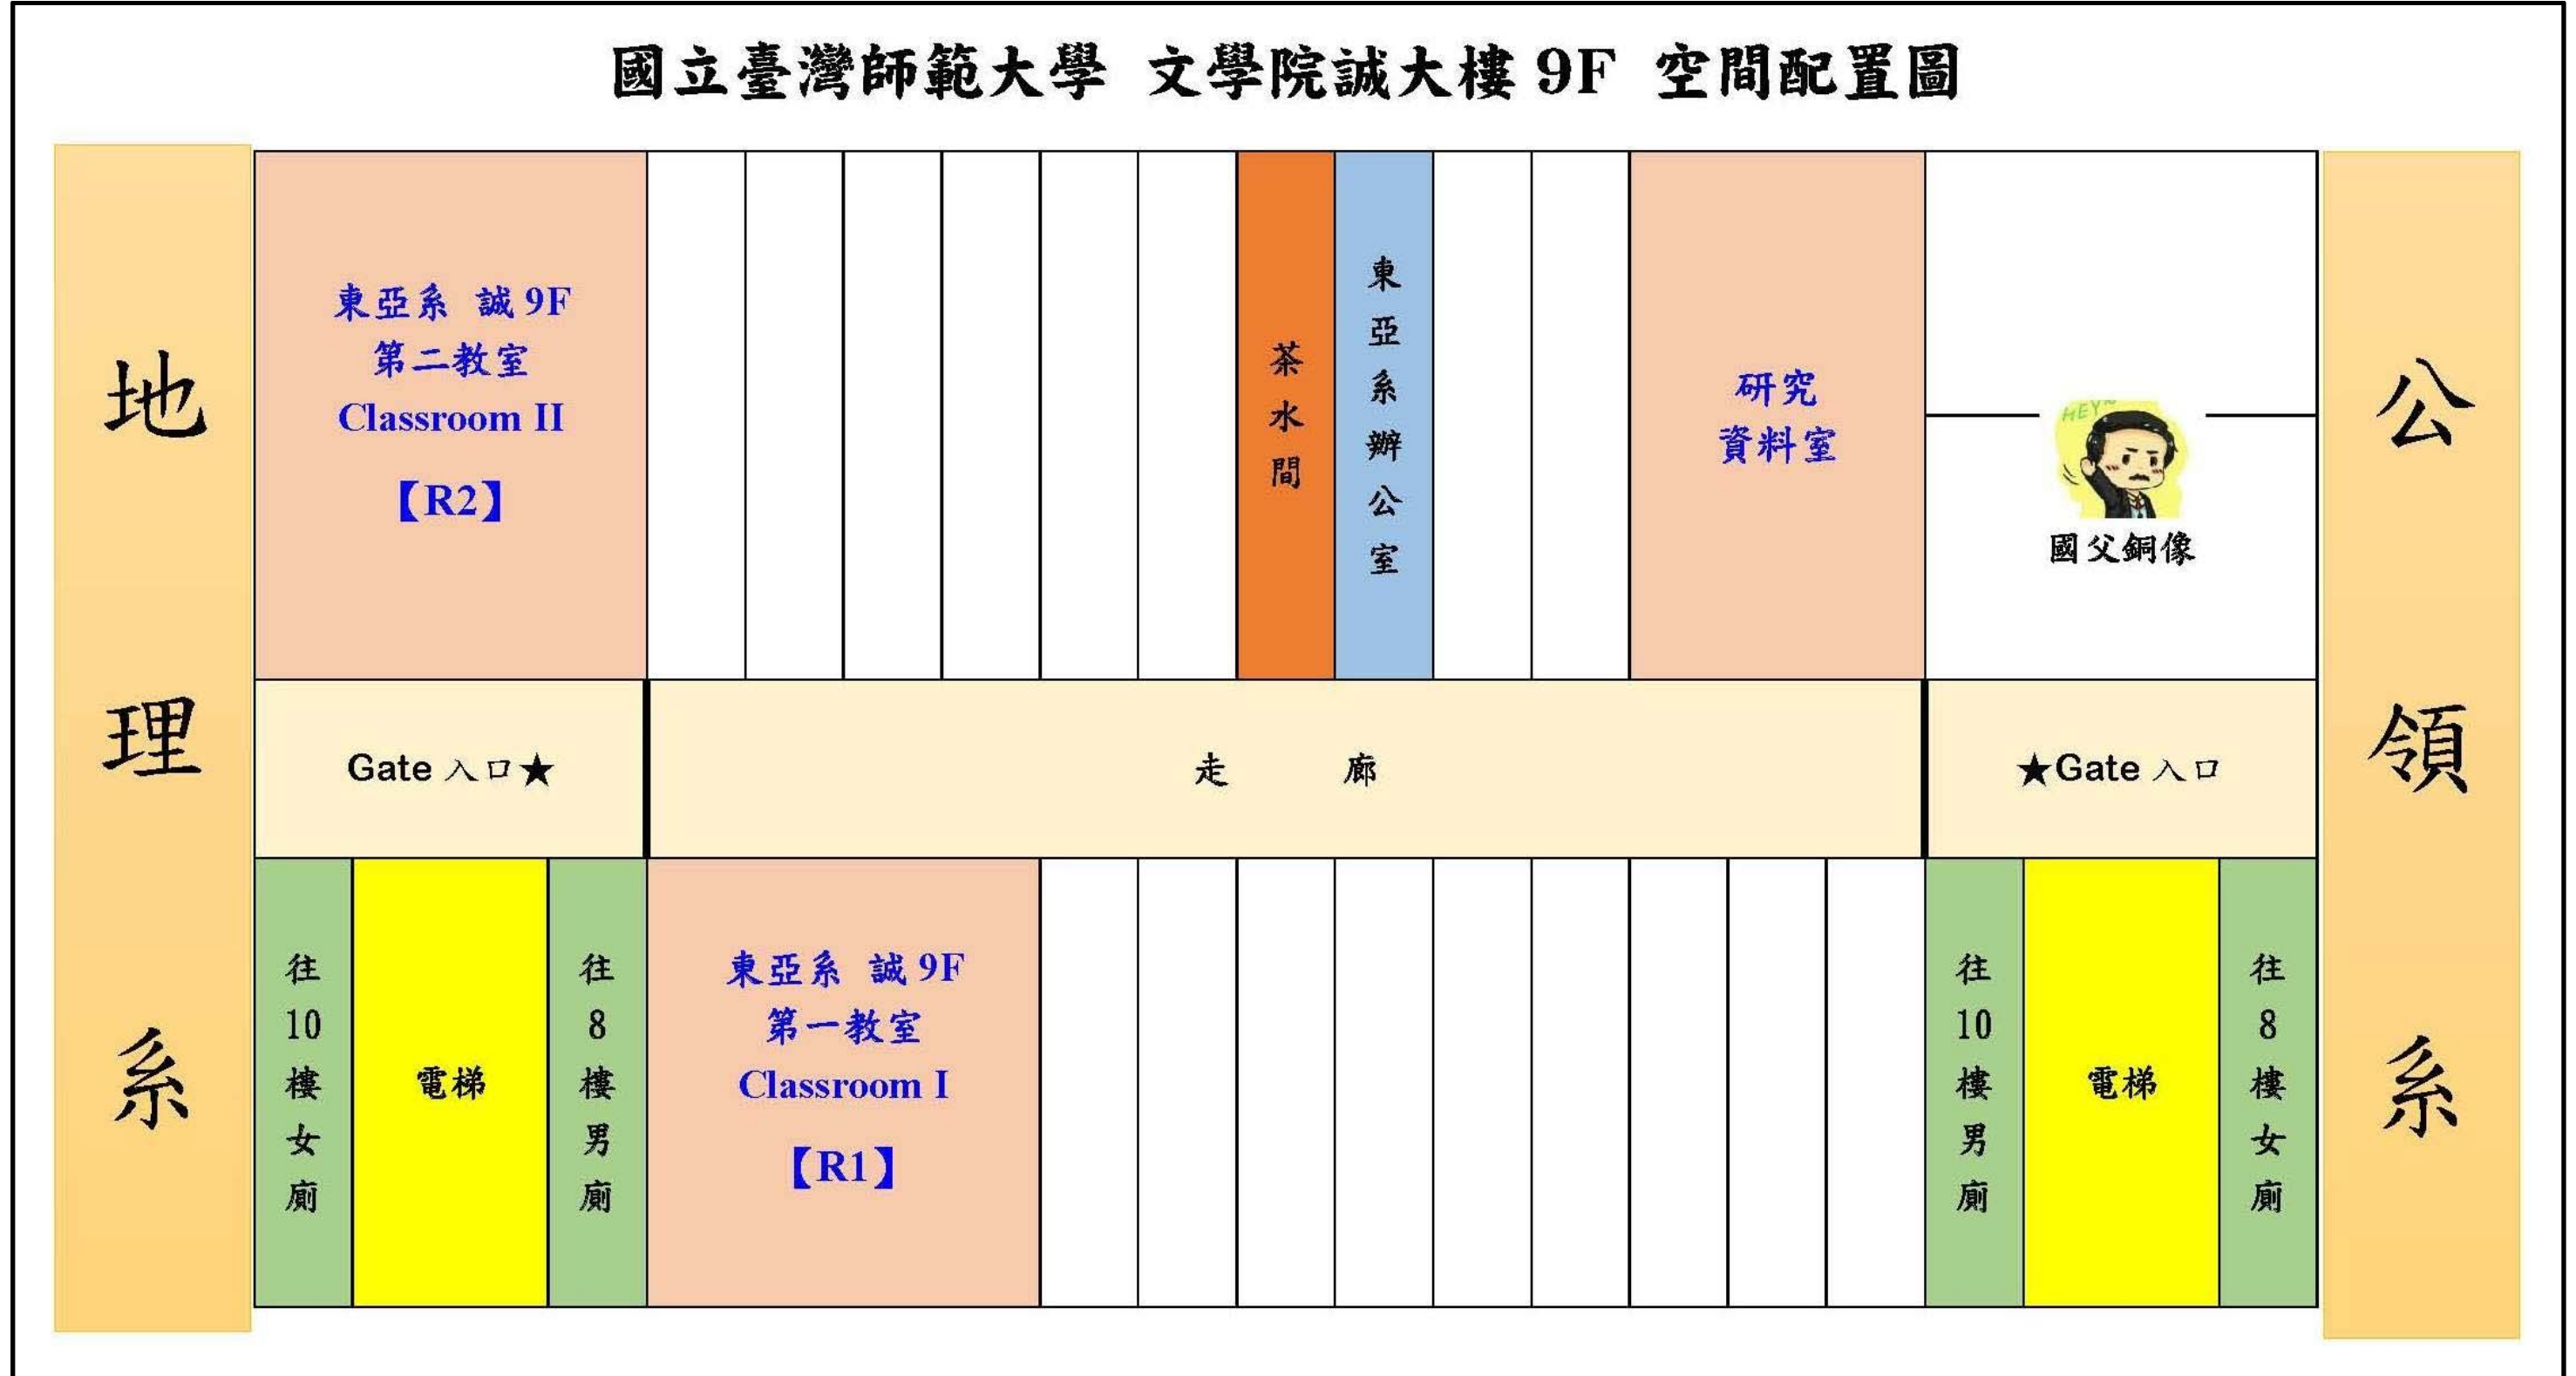 國立臺灣師範大學 文學院誠大樓 9F 空間配置圖
地理系
東亞系 誠 9F
第二教室
Classroom II
【R2】
茶水間
東亞系辦公室
研究
資料室
HEY~
國父銅像
公領系
Gate 入口★
走 廊
★Gate 入口
往10樓女廁
電梯
往8樓男廁
東亞系 誠 9F
第一教室
Classroom I
【R1】
往10樓男廁
電梯
往8樓女廁